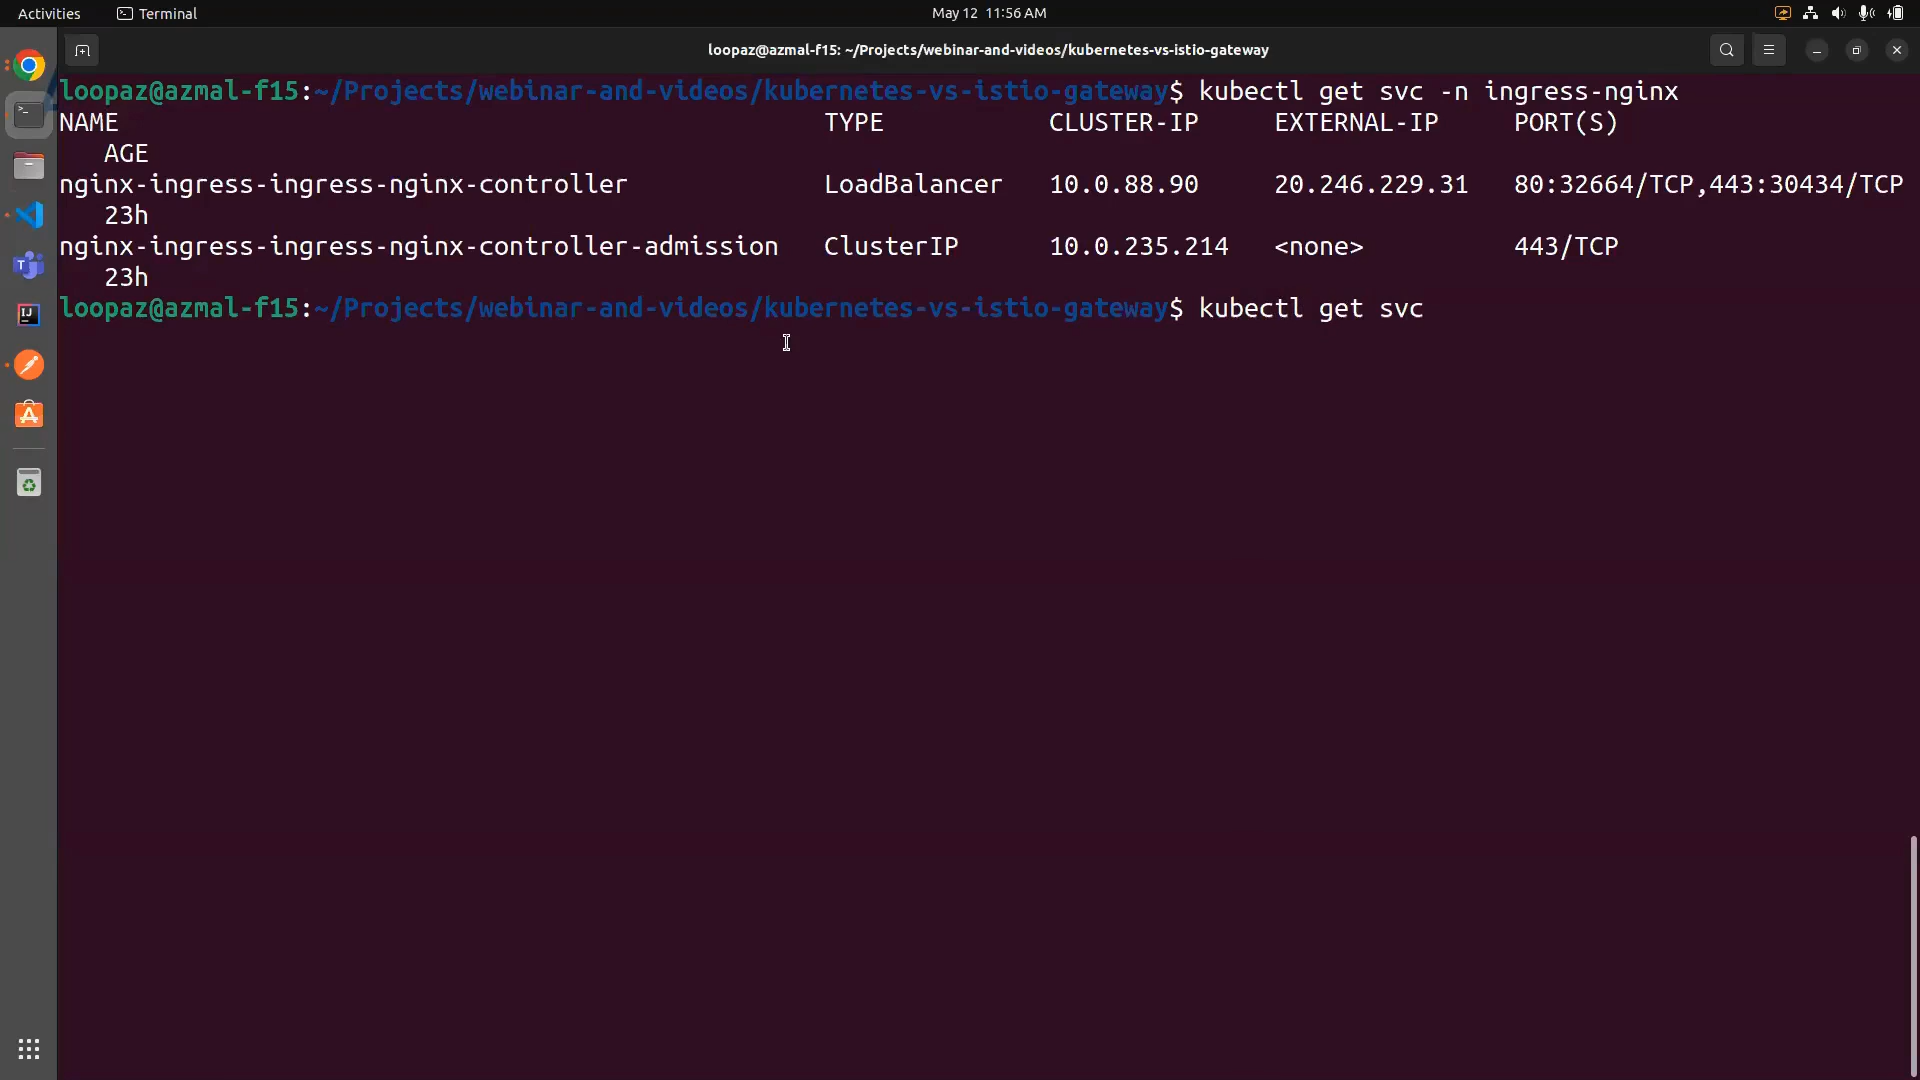 Activities Terminal May 12 11:56 AM
loopaz@azmal-f15: ~/Projects/webinar-and-videos/kubernetes-vs-istio-gateway
loopaz@azmal-f15:~/Projects/webinar-and-videos/kubernetes-vs-istio-gateway$ kubectl get svc -n ingress-nginx
NAME TYPE CLUSTER-IP EXTERNAL-IP PORT(S)
AGE
nginx-ingress-ingress-nginx-controller LoadBalancer 10.0.88.90 20.246.229.31 80:32664/TCP,443:30434/TCP
23h
nginx-ingress-ingress-nginx-controller-admission ClusterIP 10.0.235.214 <none> 443/TCP
23h
loopaz@azmal-f15:~/Projects/webinar-and-videos/kubernetes-vs-istio-gateway$ kubectl get svc